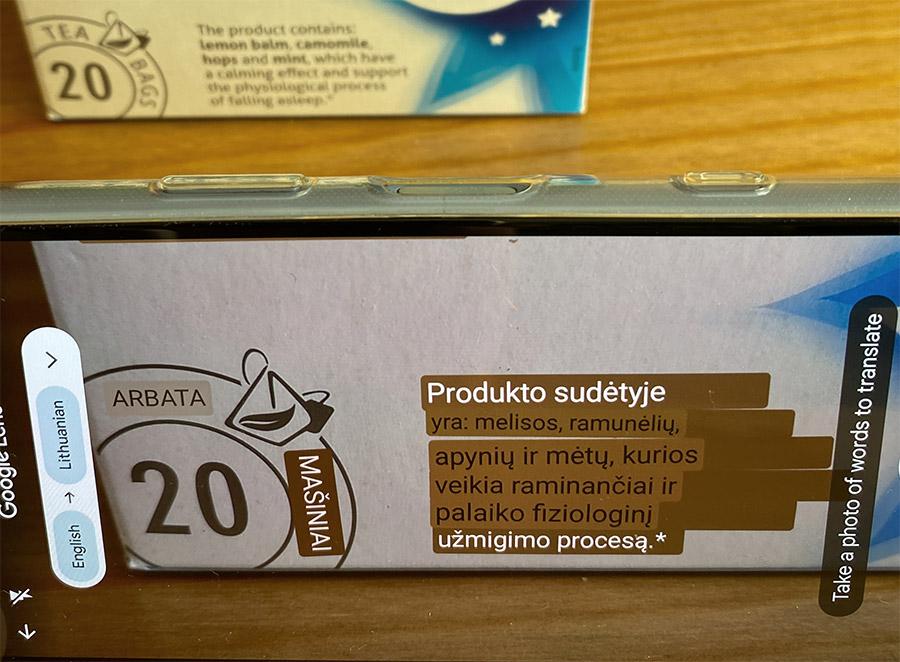 TEA
BAGS
20
The product contains:
lemon balm, camomile,
hops and mint, which have
a calming effect and support
the physiological process
of falling asleep.*
Google Lens
English → Lithuanian
ARBATA
20
MAŠINIAI
Produkto sudėtyje
yra: melisos, ramunėlių,
apynių ir mėtų, kurios
veikia raminančiai ir
palaiko fiziologinį
užmigimo procesą.*
Take a photo of words to translate